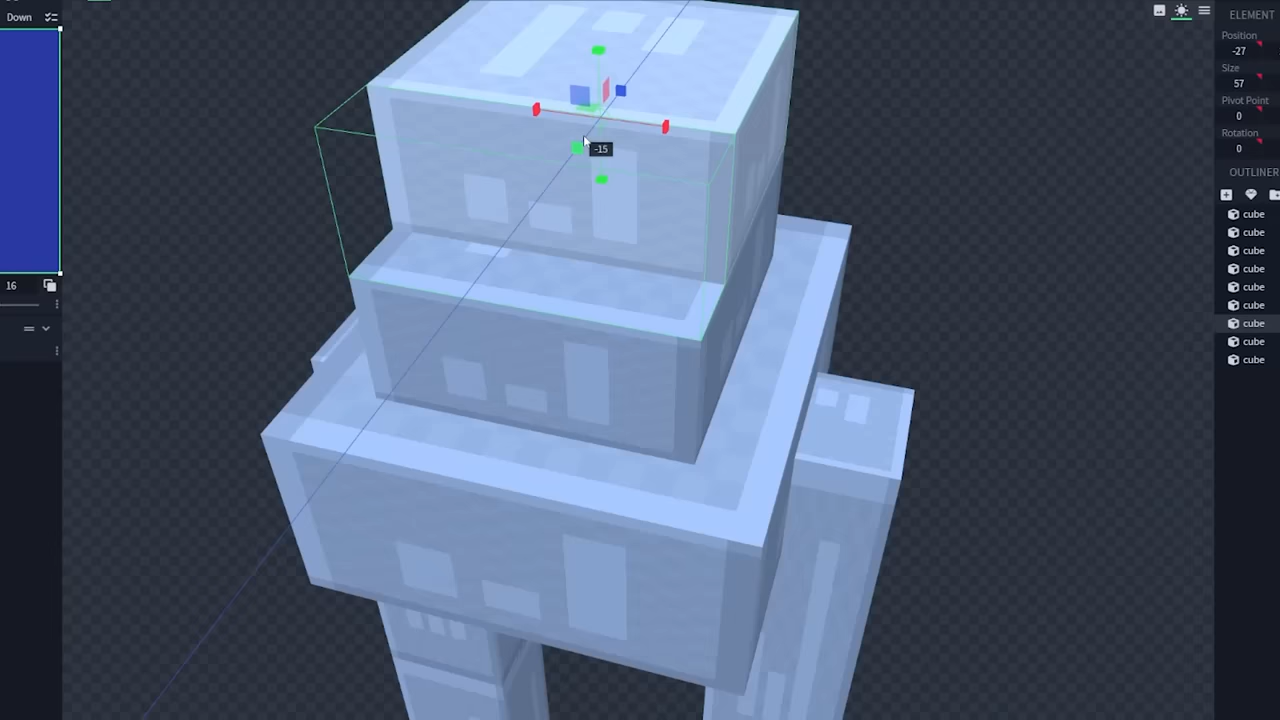 Down
16
-15
ELEMENT
Position
-27
Size
57
Pivot Point
0
Rotation
0
OUTLINER
cube
cube
cube
cube
cube
cube
cube
cube
cube